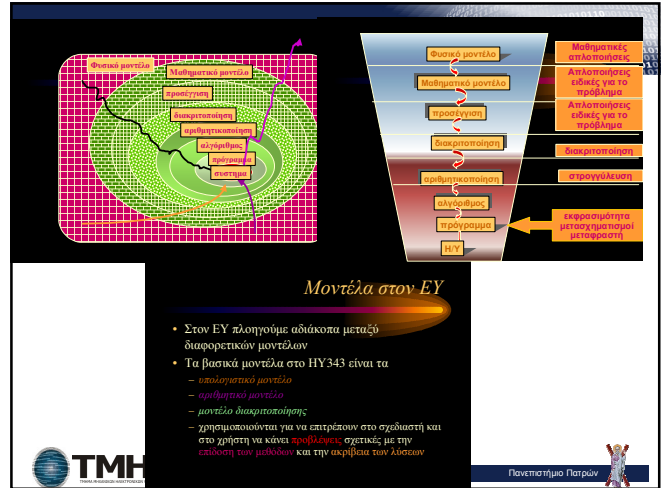 Φυσικό μοντέλο
Μαθηματικό μοντέλο
προσέγγιση
διακριτοποίηση
αριθμητικοποίηση
αλγόριθμος
πρόγραμμα
συστημα
Φυσικό μοντέλο
Μαθηματικό μοντέλο
προσέγγιση
διακριτοποίηση
αριθμητικοποίηση
αλγόριθμος
πρόγραμμα
Η/Υ
Μαθηματικές
απλοποιήσεις
Απλοποιήσεις
ειδικές για το
πρόβλημα
Απλοποιήσεις
ειδικές για το
πρόβλημα
διακριτοποίηση
στρογγύλευση
εκφρασιμότητα
μετασχηματισμοί
μεταφραστή
Μοντέλα στον ΕΥ
• Στον ΕΥ πλοηγούμε αδιάκοπα μεταξύ
διαφορετικών μοντέλων
• Τα βασικά μοντέλα στο ΗΥ343 είναι τα
– υπολογιστικό μοντέλο
– αριθμητικό μοντέλο
– μοντέλο διακριτοποίησης
– χρησιμοποιούνται για να επιτρέπουν στο σχεδιαστή και
στο χρήστη να κάνει προβλέψεις σχετικές με την
επίδοση των μεθόδων και την ακρίβεια των λύσεων
ΤΜΗ
Πανεπιστήμιο Πατρών